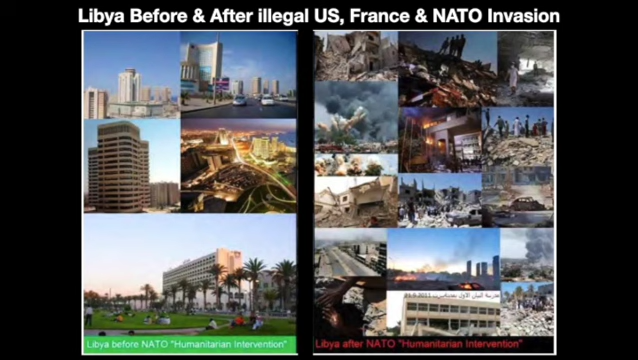 Libya Before & After illegal US, France & NATO Invasion
Libya before NATO "Humanitarian Intervention"
Libya after NATO "Humanitarian Intervention"